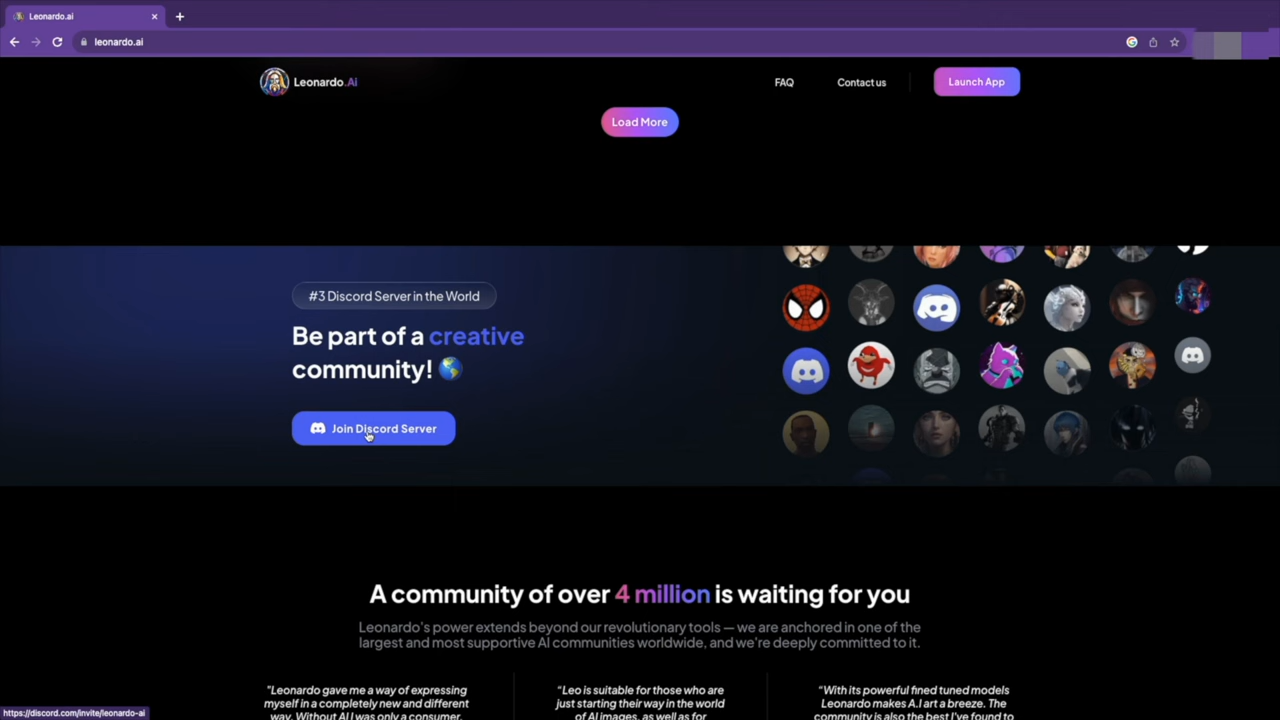 Leonardo.ai
leonardo.ai
Leonardo.Ai
FAQ
Contact us
Launch App
Load More
#3 Discord Server in the World
Be part of a creative
community! 🌎
Join Discord Server
A community of over 4 million is waiting for you
Leonardo's power extends beyond our revolutionary tools — we are anchored in one of the
largest and most supportive AI communities worldwide, and we're deeply committed to it.
"Leonardo gave me a way of expressing
myself in a completely new and different
way. Without AI I was only a consumer,
“Leo is suitable for those who are
just starting their way in the world
of AI images, as well as for
“With its powerful fined tuned models
Leonardo makes A.I art a breeze. The
community is also the best I've found to
https://discord.com/invite/leonardo-ai